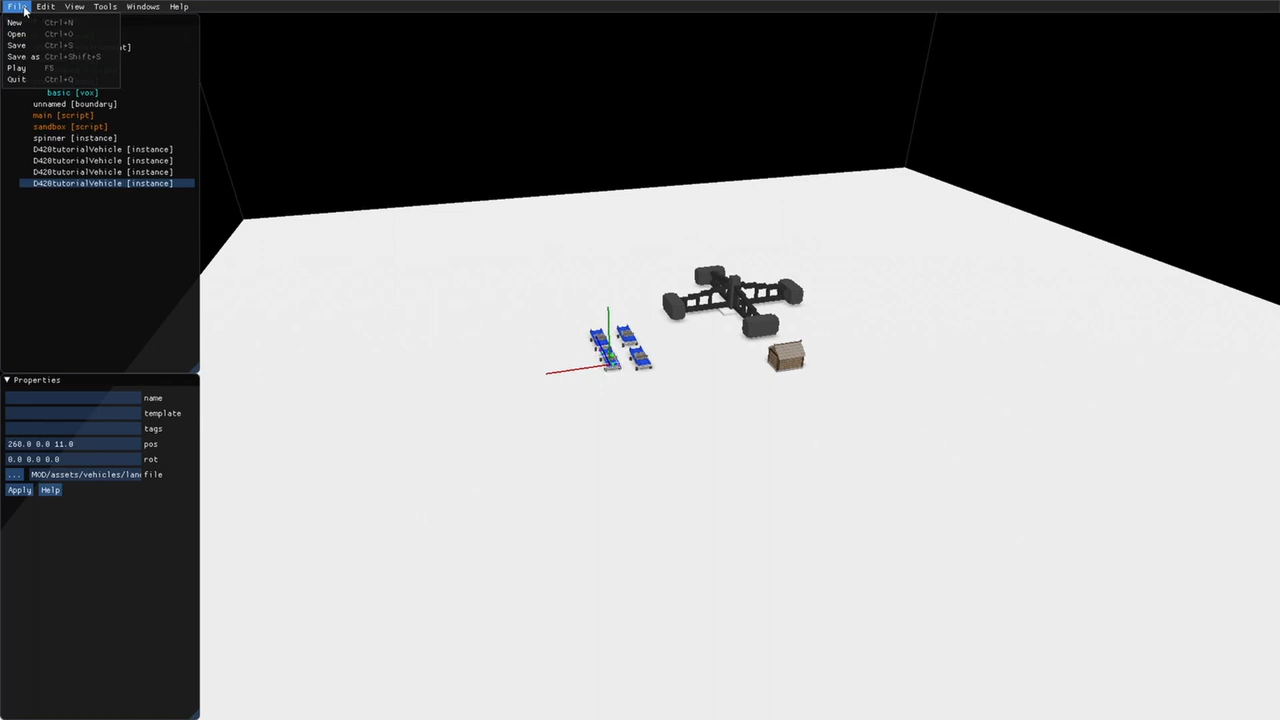 File Edit View Tools Windows Help
New Ctrl+N
Open Ctrl+O
Save Ctrl+S
Save as Ctrl+Shift+S
Play F5
Quit Ctrl+Q
basic [vox]
unnamed [boundary]
main [script]
sandbox [script]
spinner [instance]
D420tutorialVehicle [instance]
D420tutorialVehicle [instance]
D420tutorialVehicle [instance]
D420tutorialVehicle [instance]
Properties
name
template
tags
268.0 0.0 11.0 pos
0.0 0.0 0.0 rot
... MOD/assets/vehicles/lan file
Apply Help